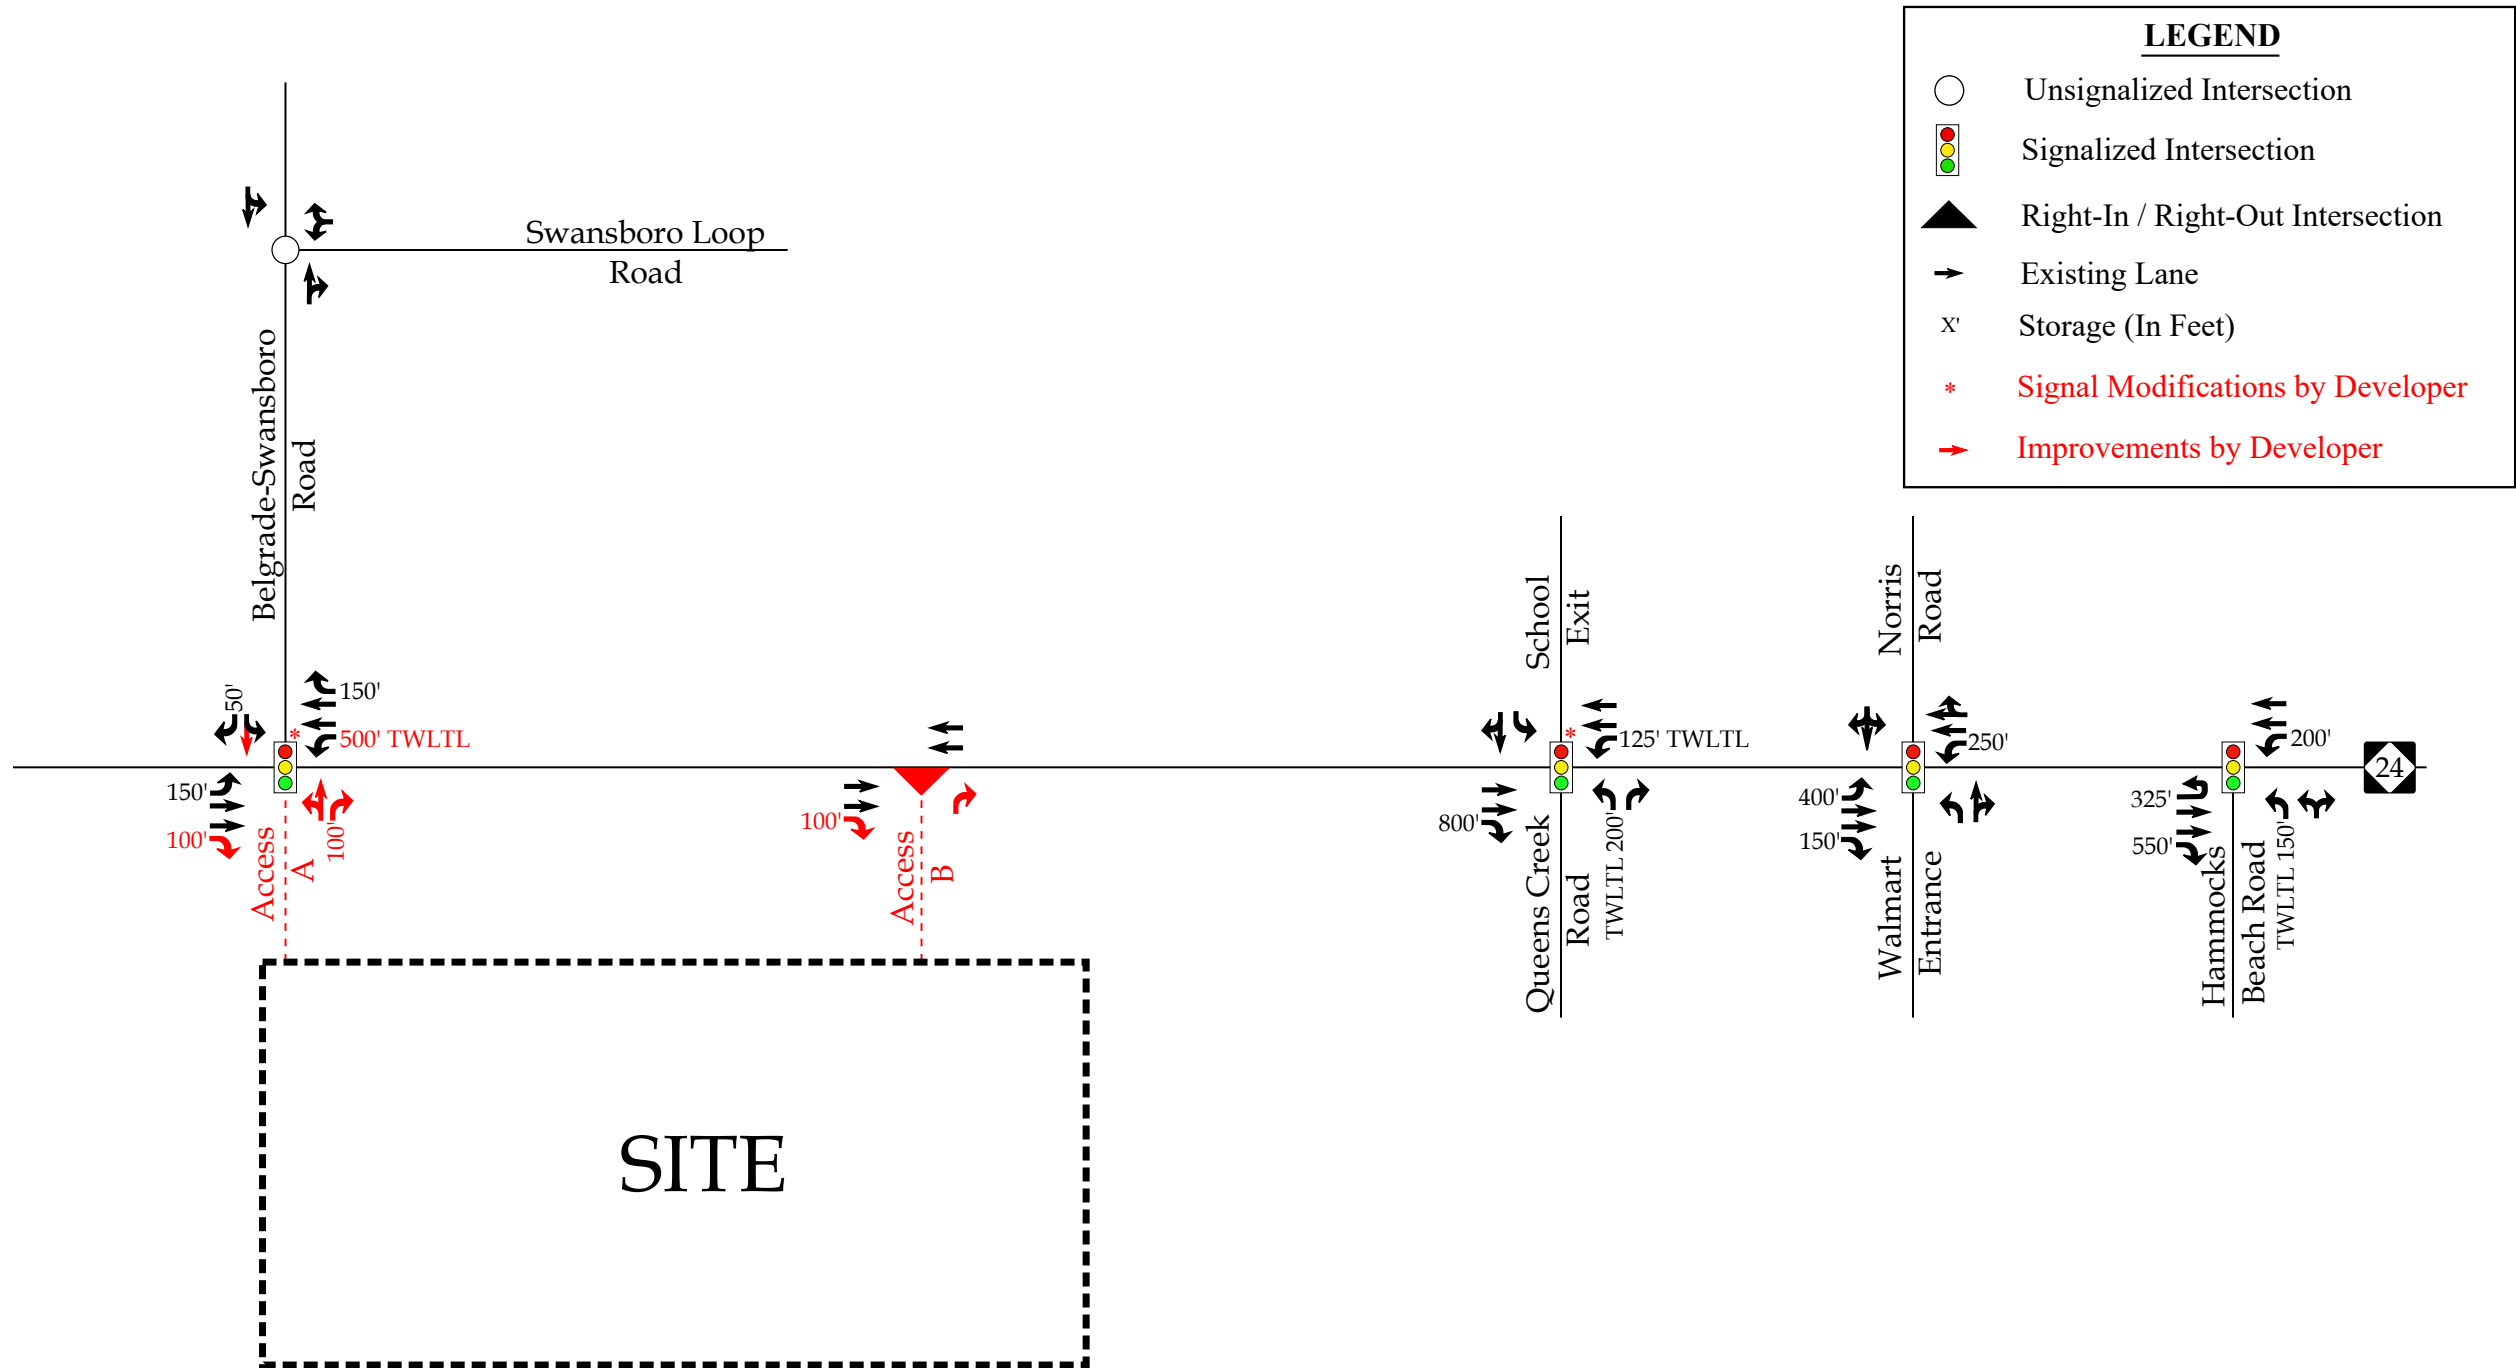 LEGEND
Unsignalized Intersection
Signalized Intersection
Right-In / Right-Out Intersection
Existing Lane
X' Storage (In Feet)
* Signal Modifications by Developer
Improvements by Developer
Swansboro Loop
Road
Belgrade-Swansboro
Road
50'
150'
*
500' TWLTL
150'
100'
100'
Access
A
100'
Access
B
School
Exit
*
125' TWLTL
800'
Queens Creek
Road
TWLTL 200'
Norris
Road
250'
400'
150'
Walmart
Entrance
200'
24
325'
550'
Hammocks
Beach Road
TWLTL 150'
SITE